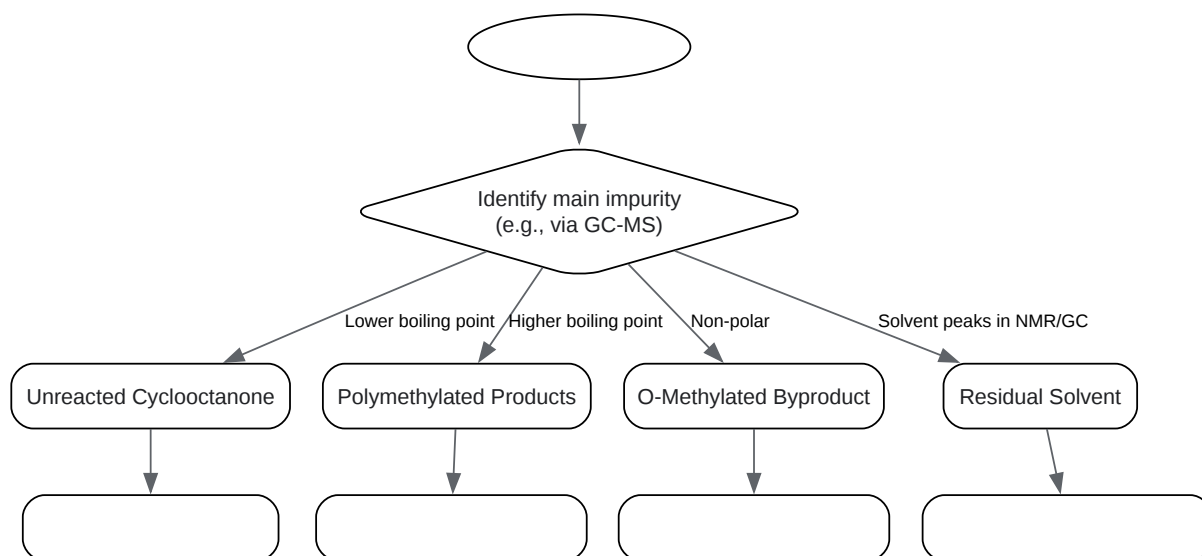 Identify main impurity
(e.g., via GC-MS)
Lower boiling point
Higher boiling point
Non-polar
Solvent peaks in NMR/GC
Unreacted Cyclooctanone
Polymethylated Products
O-Methylated Byproduct
Residual Solvent